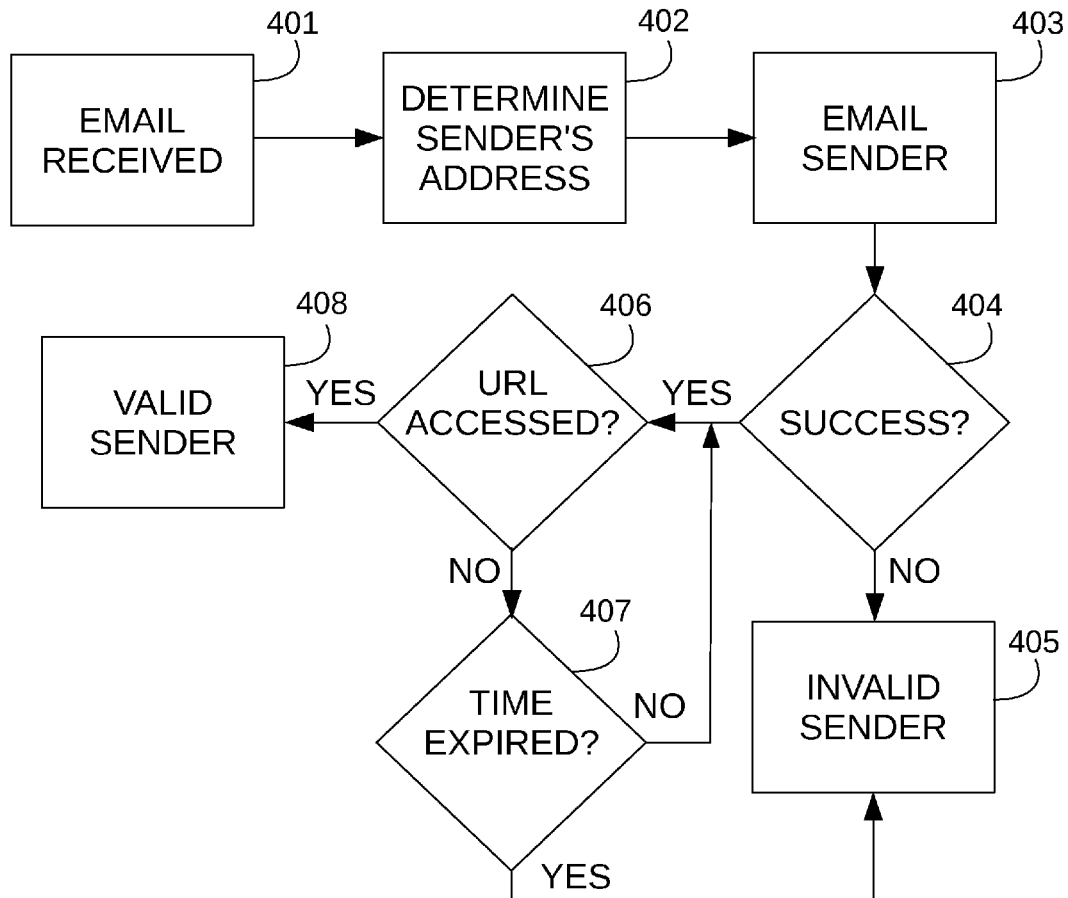 401
402
403
EMAIL
RECEIVED
DETERMINE
SENDER'S
ADDRESS
EMAIL
SENDER
408
406
404
VALID
SENDER
YES
URL
ACCESSED?
YES
SUCCESS?
NO
NO
407
405
TIME
EXPIRED?
NO
INVALID
SENDER
YES